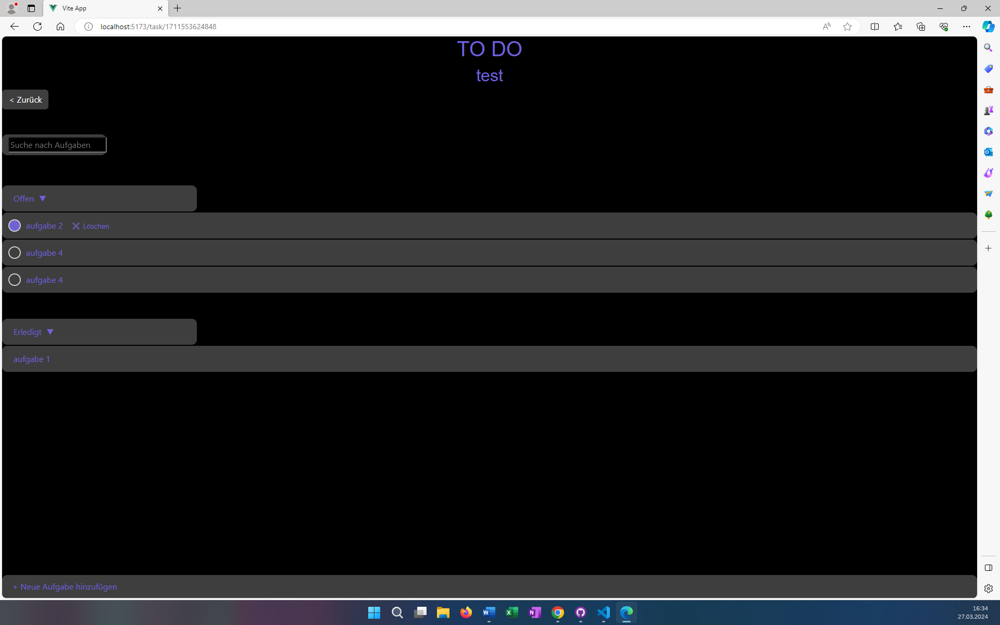 Vite App
localhost:5173/task/1711553624848
TO DO
test
< Zurück
Suche nach Aufgaben
Offen ▼
aufgabe 2 ✕ Löschen
aufgabe 4
aufgabe 4
Erledigt ▼
aufgabe 1
+ Neue Aufgabe hinzufügen
16:34
27.03.2024